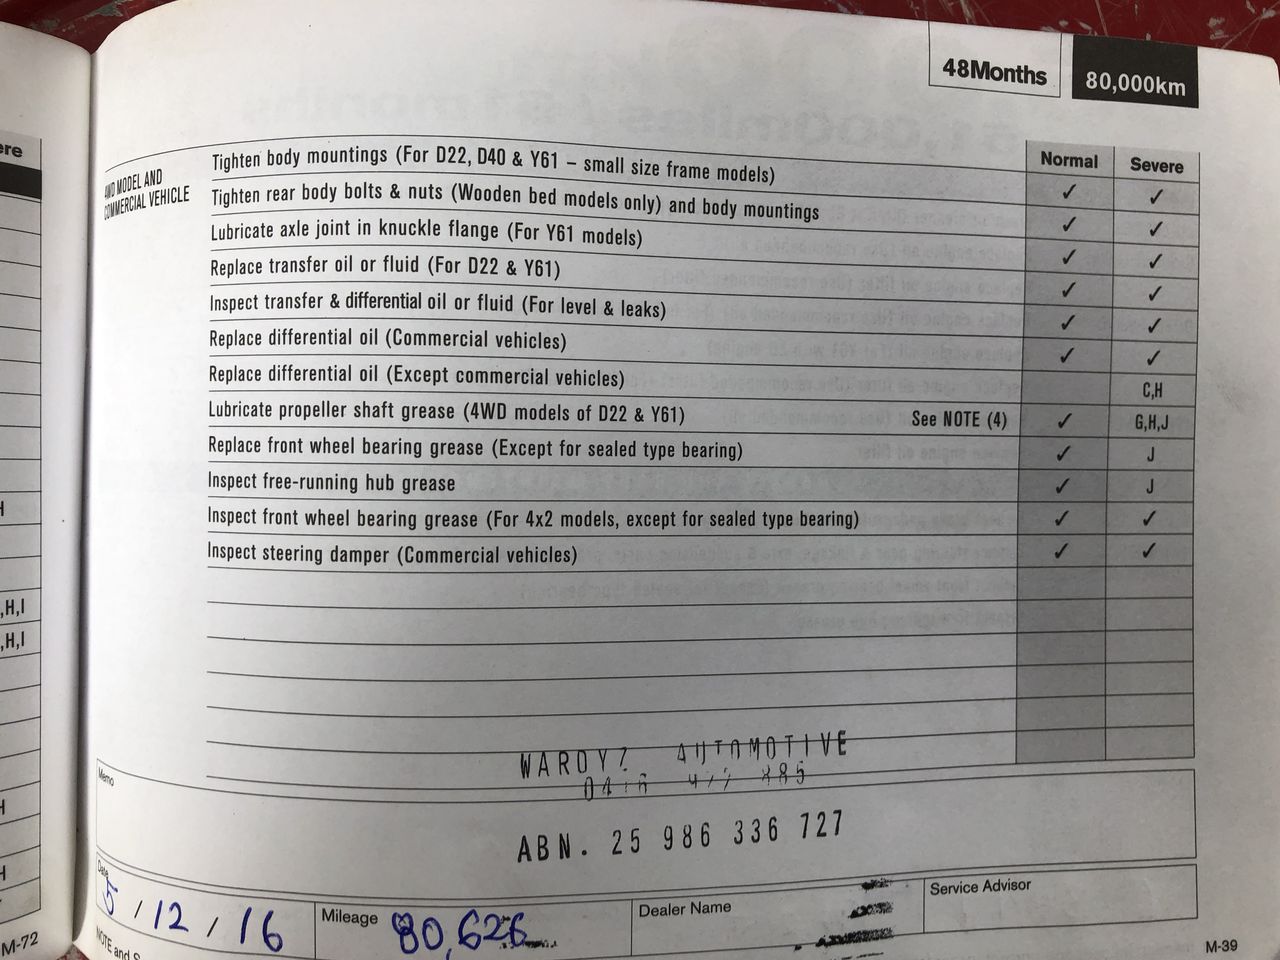 48Months 80,000km
ere
4WD MODEL AND
COMMERCIAL VEHICLE
Normal Severe
Tighten body mountings (For D22, D40 & Y61 – small size frame models) ✓ ✓
Tighten rear body bolts & nuts (Wooden bed models only) and body mountings ✓ ✓
Lubricate axle joint in knuckle flange (For Y61 models) ✓ ✓
Replace transfer oil or fluid (For D22 & Y61) ✓ ✓
Inspect transfer & differential oil or fluid (For level & leaks) ✓ ✓
Replace differential oil (Commercial vehicles) ✓ ✓
Replace differential oil (Except commercial vehicles) C,H
Lubricate propeller shaft grease (4WD models of D22 & Y61) See NOTE (4) ✓ G,H,J
Replace front wheel bearing grease (Except for sealed type bearing) ✓ J
Inspect free-running hub grease ✓ J
Inspect front wheel bearing grease (For 4x2 models, except for sealed type bearing) ✓ ✓
Inspect steering damper (Commercial vehicles) ✓ ✓
,H,I
,H,I
WARDYZ AUTOMOTIVE
885
Memo
ABN. 25 986 336 727
Date 5 / 12 / 16 Mileage 80,626 Dealer Name Service Advisor
NOTE and S
M-72
M-39